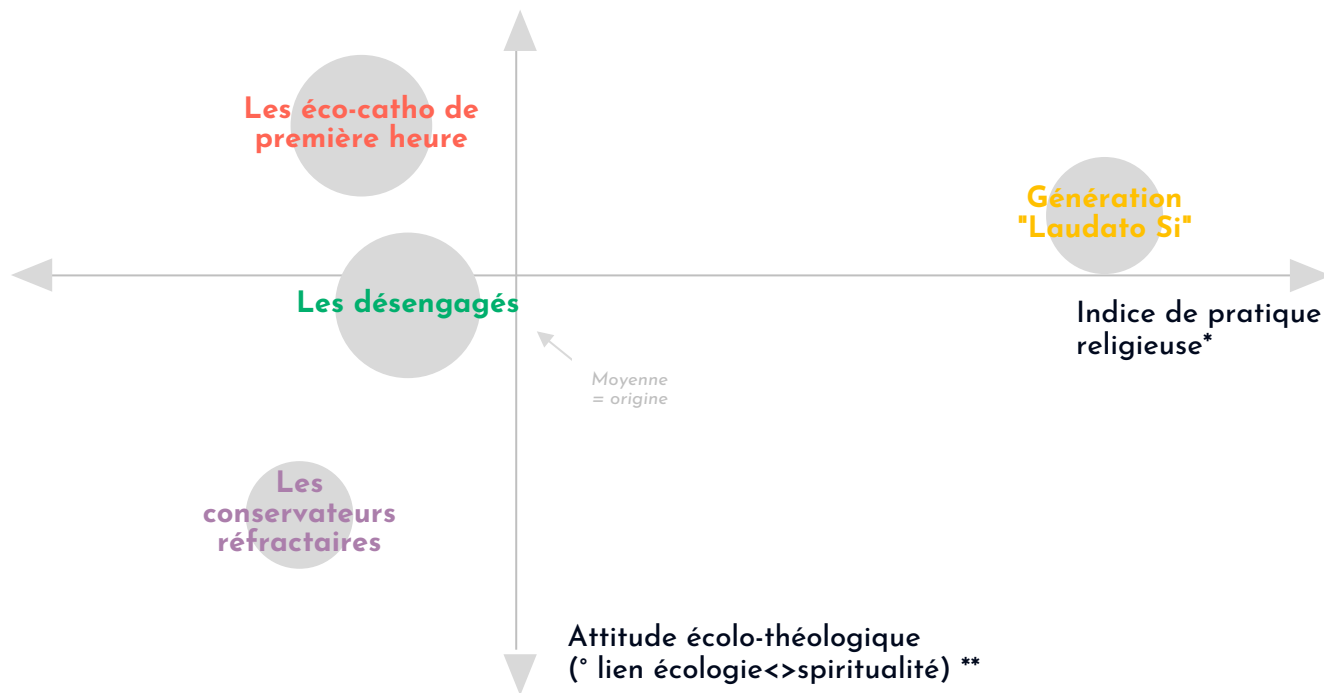 Les éco-catho de
première heure
Génération
"Laudato Si"
Les désengagés
Indice de pratique
religieuse*
Moyenne
= origine
Les
conservateurs
réfractaires
Attitude écolo-théologique
(° lien écologie<>spiritualité) **